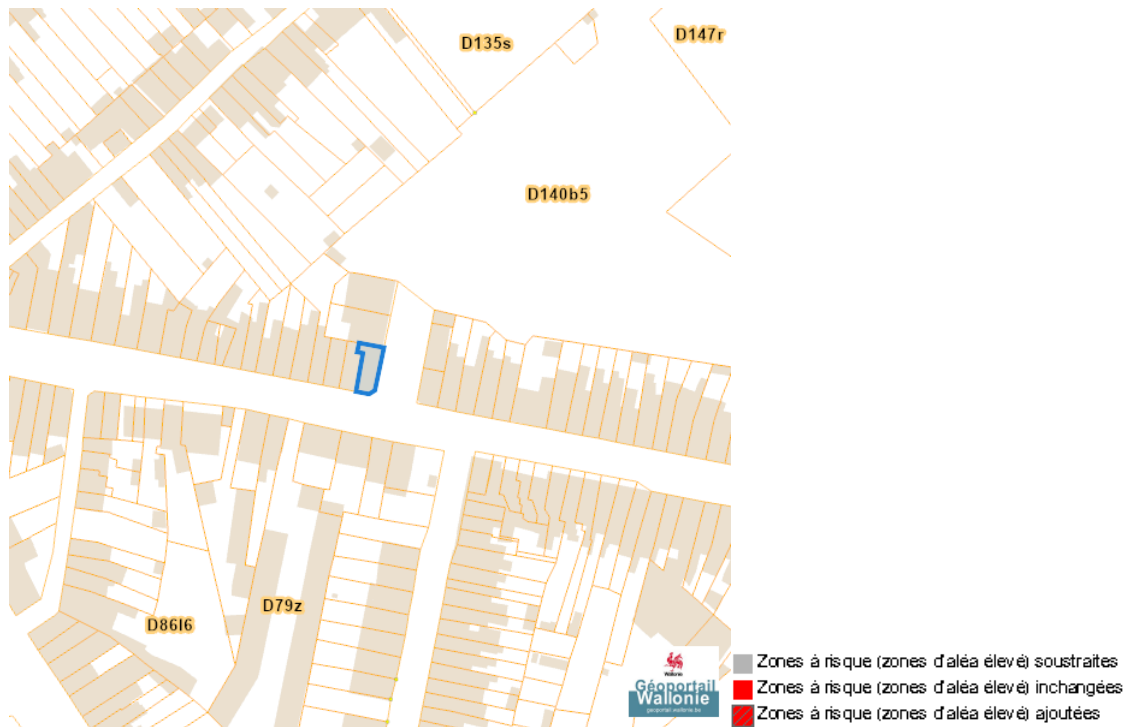 D135s
D147r
D140b5
D79z
D86l6
Wallonie
Géoportail
Wallonie
geoportail.wallonie.be
Zones à risque (zones d'aléa élevé) soustraites
Zones à risque (zones d'aléa élevé) inchangées
Zones à risque (zones d'aléa élevé) ajoutées